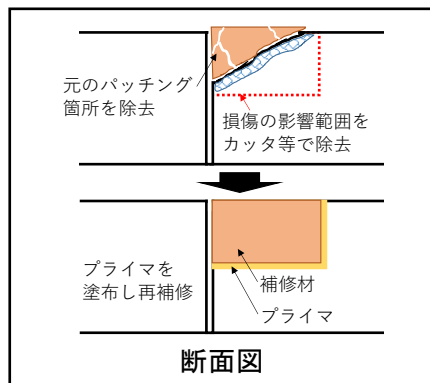 元のパッチング
箇所を除去
損傷の影響範囲を
カッタ等で除去
プライマを
塗布し再補修
補修材
プライマ
断面図